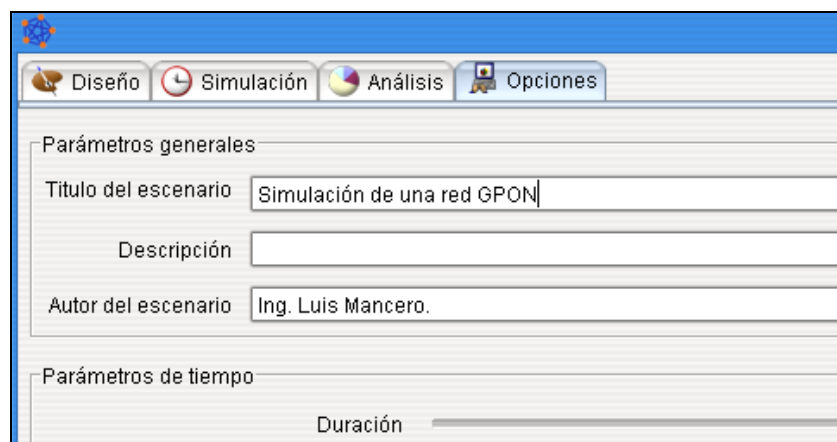 Diseño Simulación Análisis Opciones
Parámetros generales
Titulo del escenario Simulación de una red GPON
Descripción
Autor del escenario Ing. Luis Mancero.
Parámetros de tiempo
Duración